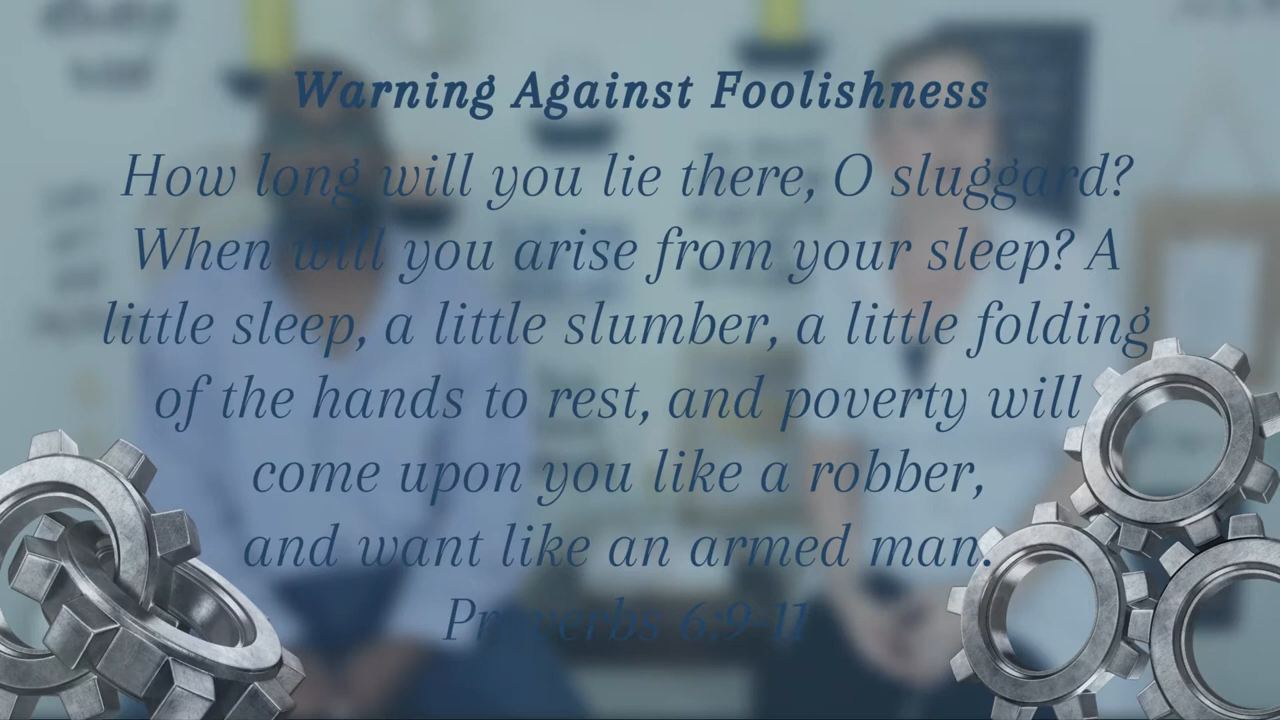 Warning Against Foolishness
How long will you lie there, O sluggard?
When will you arise from your sleep? A
little sleep, a little slumber, a little folding
of the hands to rest, and poverty will
come upon you like a robber,
and want like an armed man.
Proverbs 6:9-11